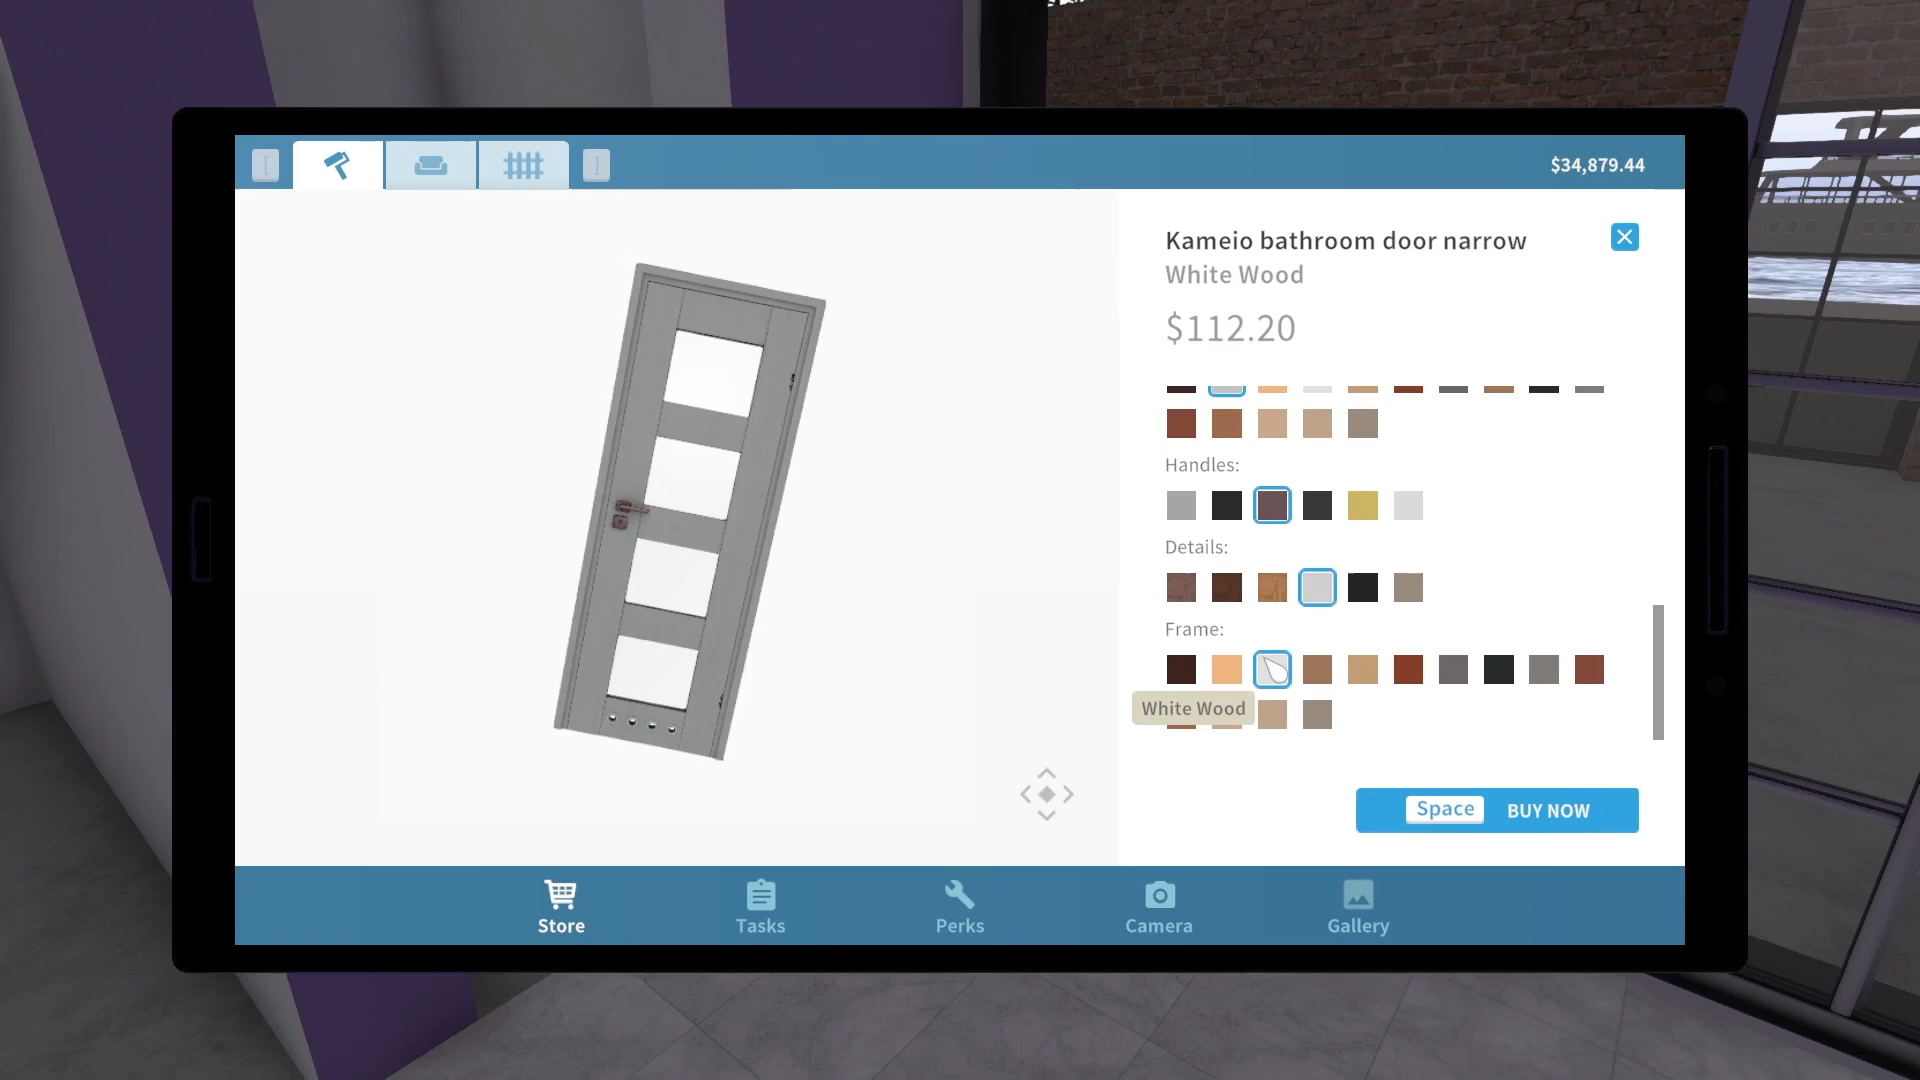 [
]
$34,879.44
Kameio bathroom door narrow
White Wood
$112.20
Handles:
Details:
Frame:
White Wood
Space BUY NOW
Store
Tasks
Perks
Camera
Gallery